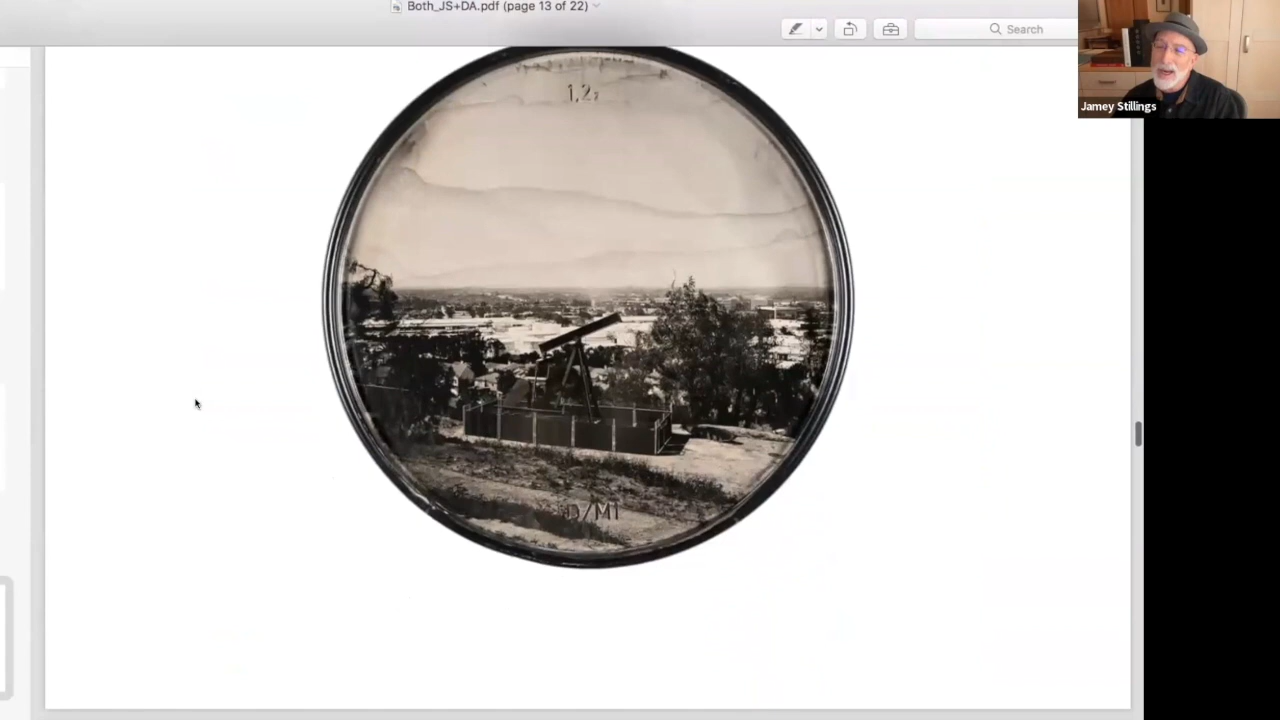 Both_JS+DA.pdf (page 13 of 22)
Search
Jamey Stillings
1,2,
D/M1